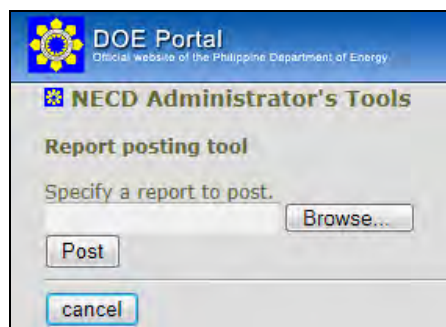 DOE Portal
Official website of the Philippine Department of Energy
NECD Administrator's Tools
Report posting tool
Specify a report to post.
Browse...
Post
cancel